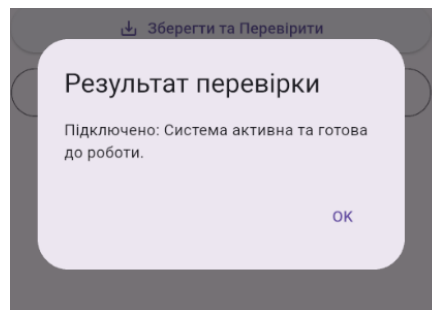 Зберегти та Перевірити
Результат перевірки
Підключено: Система активна та готова
до роботи.
OK